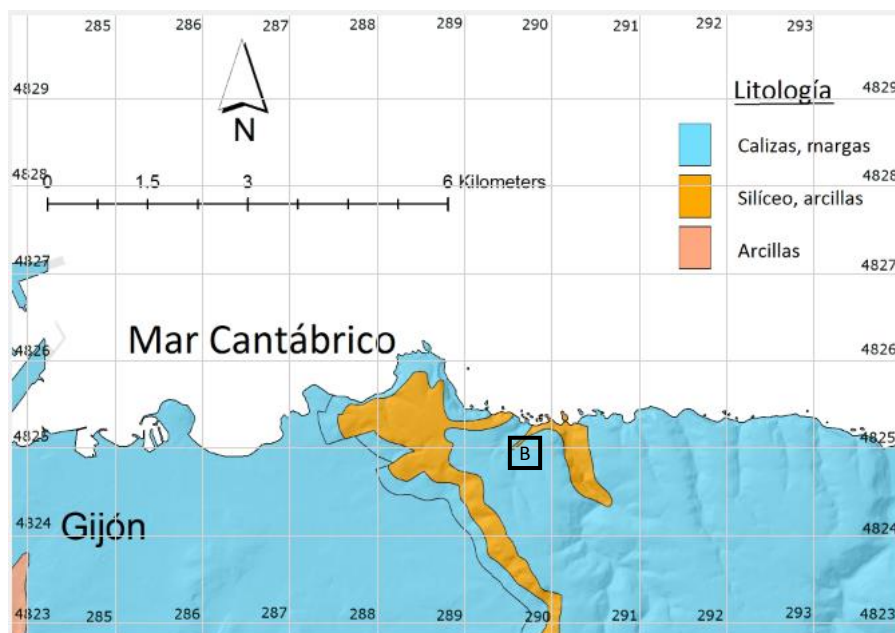 285 286 287 288 289 290 291 292 293
4829 4829
Litología
N
Calizas, margas
4828 4828
0 1.5 3 6 Kilometers
Silíceo, arcillas
Arcillas
4827 4827
Mar Cantábrico
4826 4826
4825 4825
B
Gijón
4824 4824
4823 4823
285 286 287 288 289 290 291 292 293